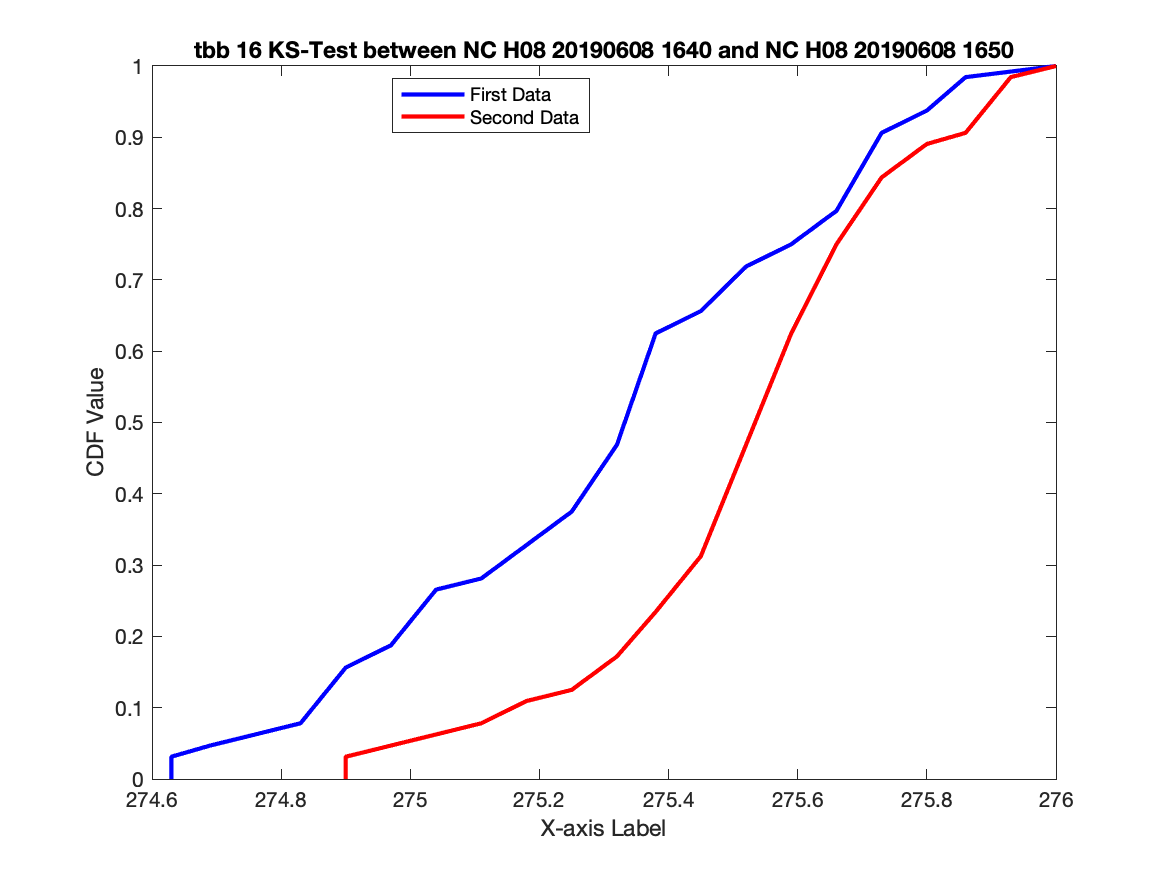 tbb 16 KS-Test between NC H08 20190608 1640 and NC H08 20190608 1650
First Data
Second Data
1
0.9
0.8
0.7
0.6
0.5
0.4
0.3
0.2
0.1
0
CDF Value
274.6 274.8 275 275.2 275.4 275.6 275.8 276
X-axis Label